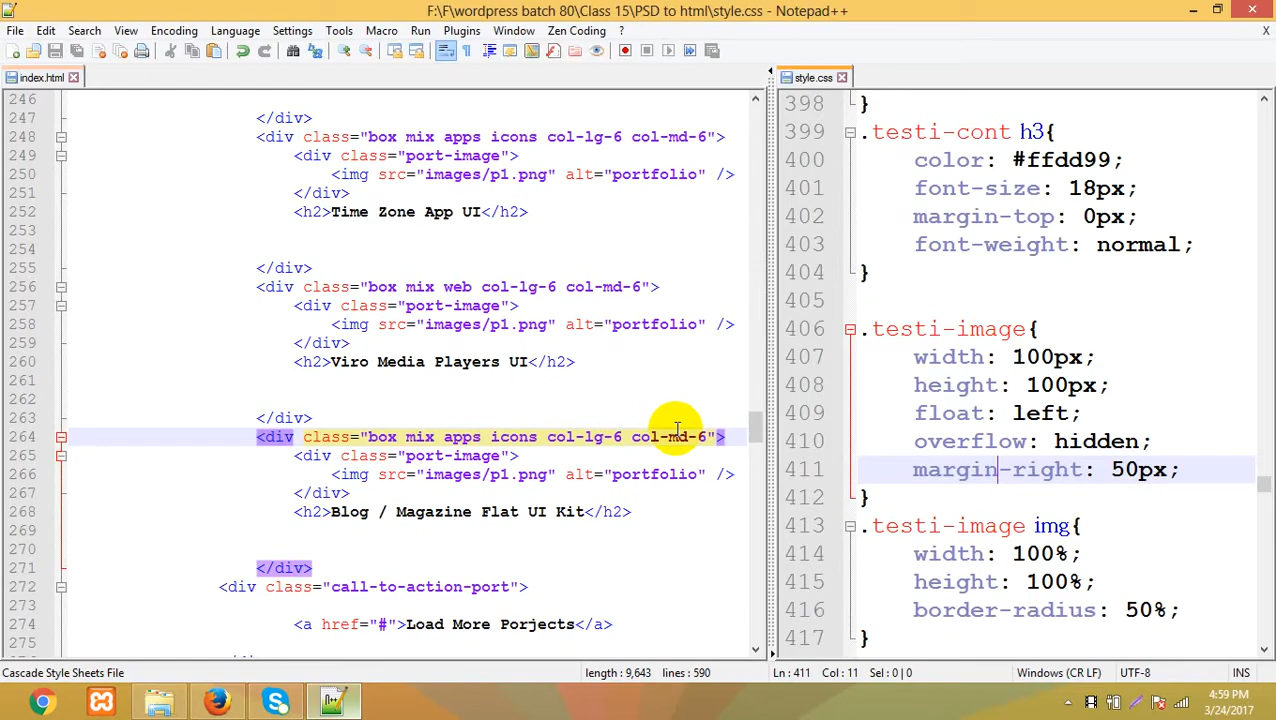 F:\F\wordpress batch 80\Class 15\PSD to html\style.css - Notepad++
File Edit Search View Encoding Language Settings Tools Macro Run Plugins Window Zen Coding ? X
index.html
style.css
246
247 </div>
248 <div class="box mix apps icons col-lg-6 col-md-6">
249 <div class="port-image">
250 <img src="images/p1.png" alt="portfolio" />
251 </div>
252 <h2>Time Zone App UI</h2>
253
254
255 </div>
256 <div class="box mix web col-lg-6 col-md-6">
257 <div class="port-image">
258 <img src="images/p1.png" alt="portfolio" />
259 </div>
260 <h2>Viro Media Players UI</h2>
261
262
263 </div>
264 <div class="box mix apps icons col-lg-6 col-md-6">
265 <div class="port-image">
266 <img src="images/p1.png" alt="portfolio" />
267 </div>
268 <h2>Blog / Magazine Flat UI Kit</h2>
269
270
271 </div>
272 <div class="call-to-action-port">
273
274 <a href="#">Load More Porjects</a>
275
398 }
399 .testi-cont h3{
400 color: #ffdd99;
401 font-size: 18px;
402 margin-top: 0px;
403 font-weight: normal;
404 }
405
406 .testi-image{
407 width: 100px;
408 height: 100px;
409 float: left;
410 overflow: hidden;
411 margin-right: 50px;
412 }
413 .testi-image img{
414 width: 100%;
415 height: 100%;
416 border-radius: 50%;
417 }
Cascade Style Sheets File length : 9,643 lines : 590 Ln : 411 Col : 11 Sel : 0 | 0 Windows (CR LF) UTF-8 INS
4:59 PM
3/24/2017